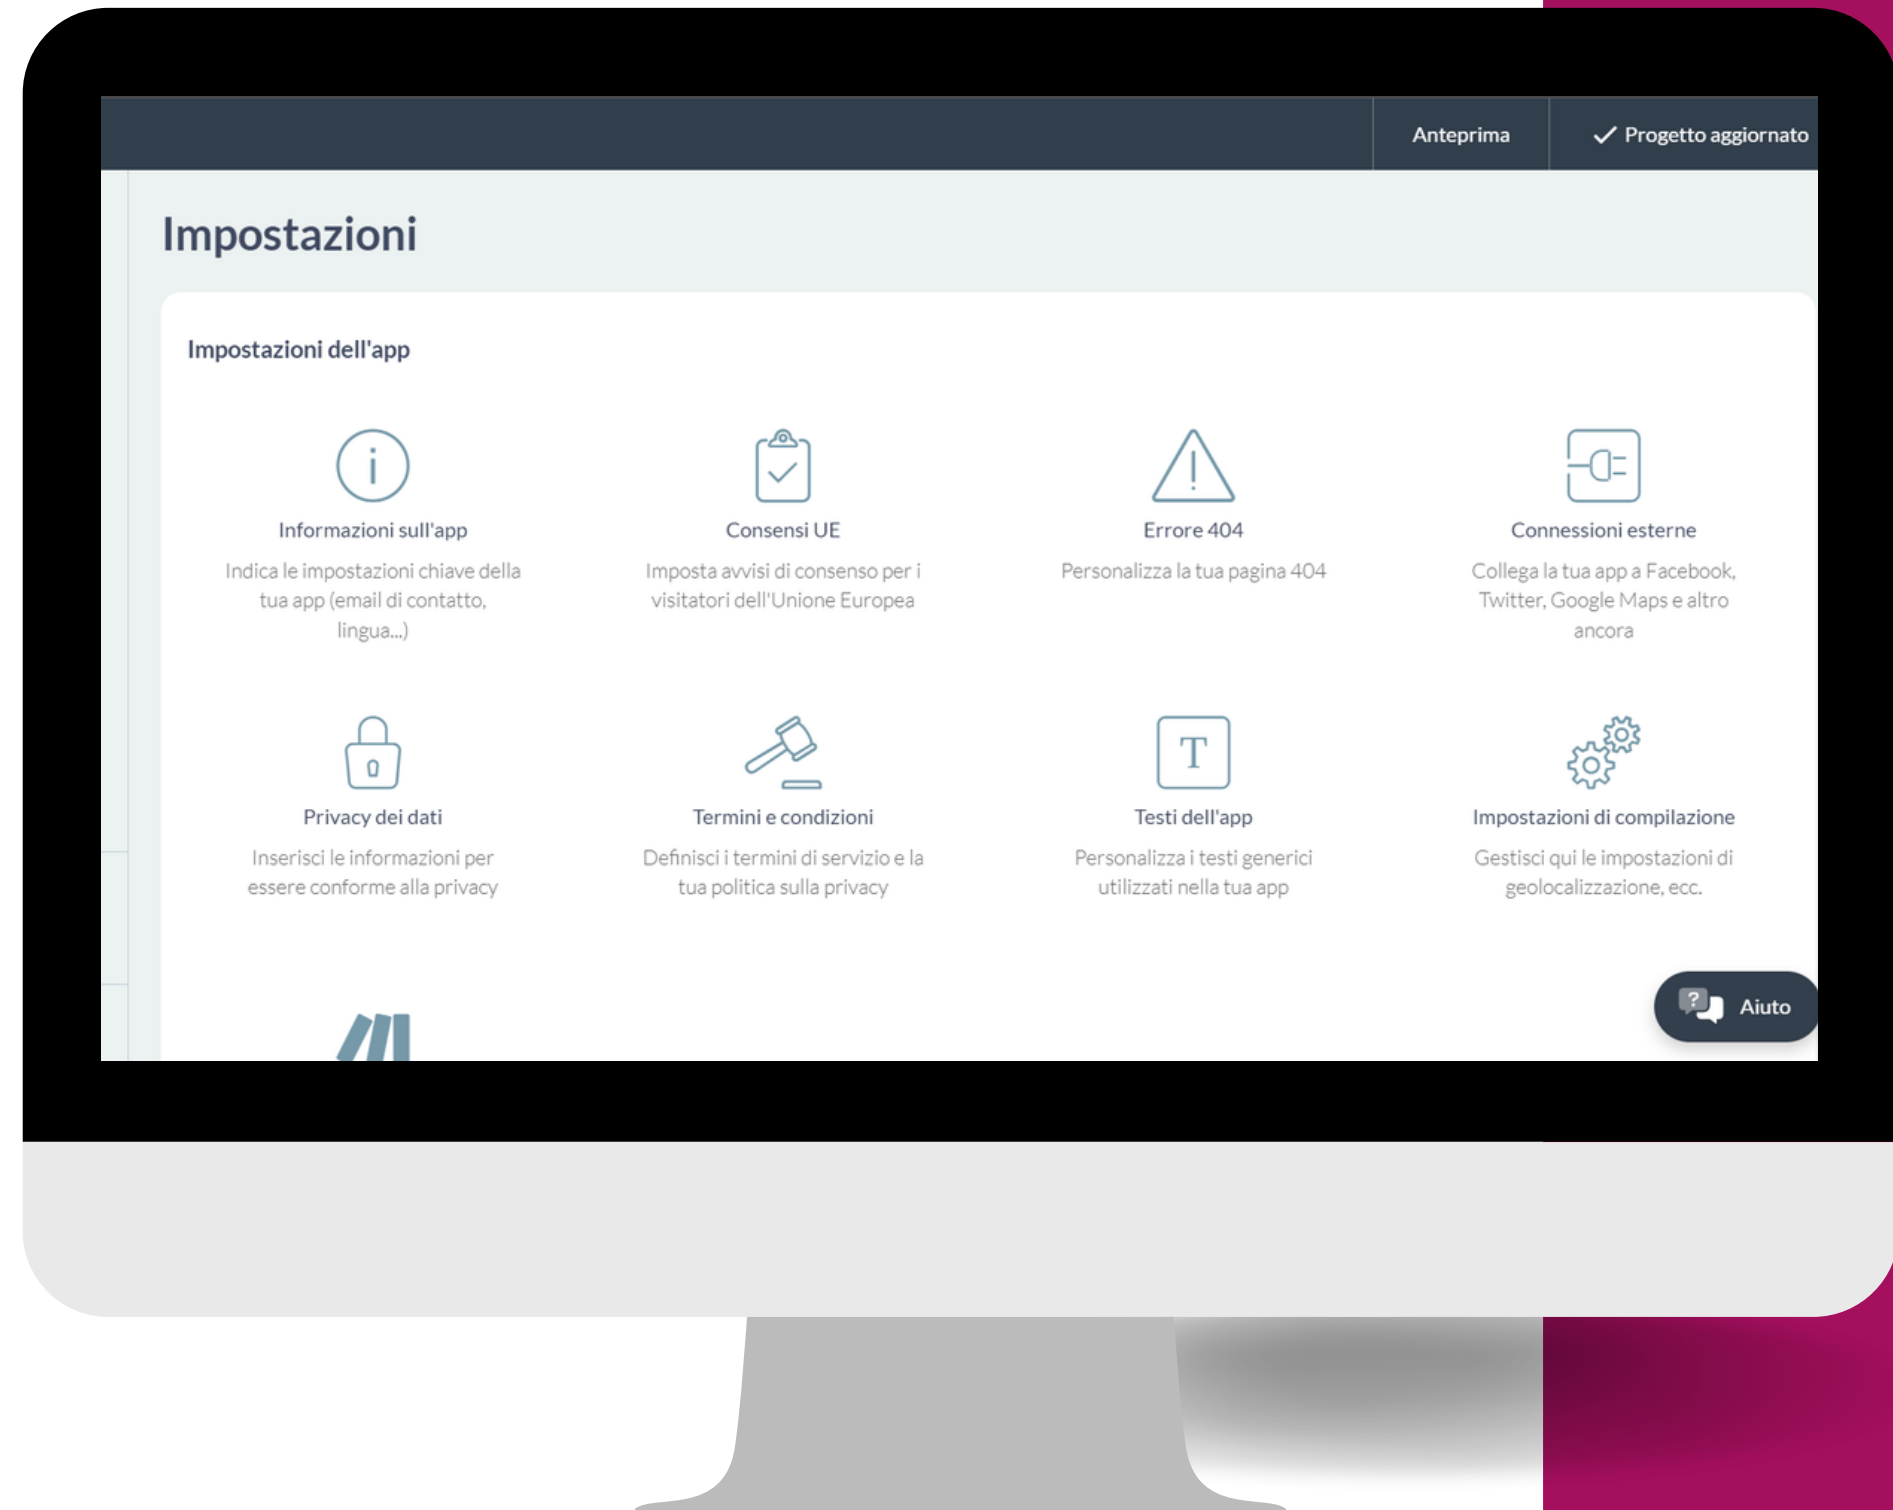 Anteprima
Progetto aggiornato
Impostazioni
Impostazioni dell'app
Informazioni sull'app
Indica le impostazioni chiave della
tua app (email di contatto,
lingua...)
Consensi UE
Imposta avvisi di consenso per i
visitatori dell'Unione Europea
Errore 404
Personalizza la tua pagina 404
Connessioni esterne
Collega la tua app a Facebook,
Twitter, Google Maps e altro
ancora
Privacy dei dati
Inserisci le informazioni per
essere conforme alla privacy
Termini e condizioni
Definisci i termini di servizio e la
tua politica sulla privacy
T
Testi dell'app
Personalizza i testi generici
utilizzati nella tua app
Impostazioni di compilazione
Gestisci qui le impostazioni di
geolocalizzazione, ecc.
Aiuto